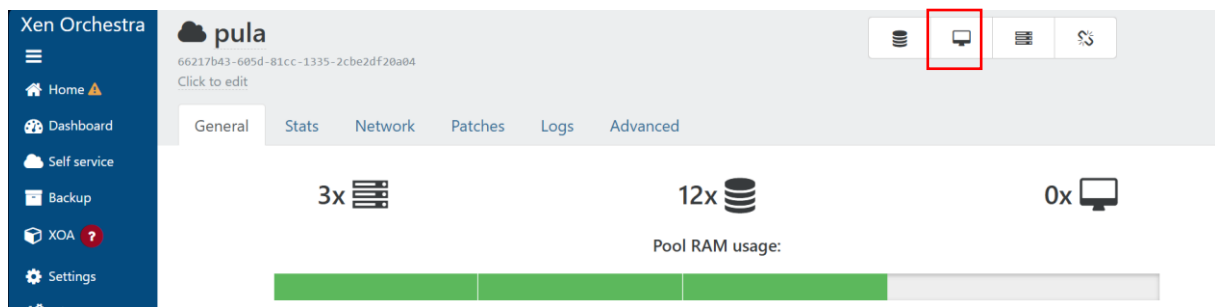 Xen Orchestra
pula
66217b43-605d-81cc-1335-2cbe2df20a04
Click to edit
Home
Dashboard
Self service
Backup
XOA ?
Settings
General Stats Network Patches Logs Advanced
3x
12x
0x
Pool RAM usage: